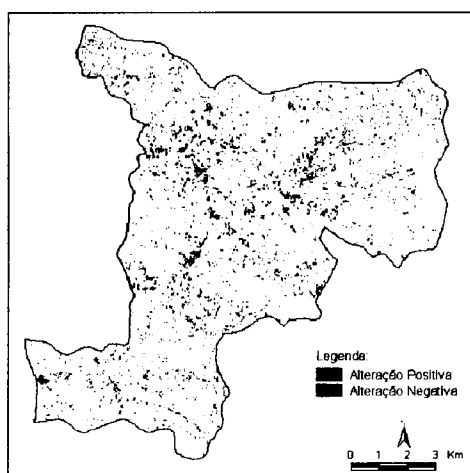 Legenda:
Alteração Positiva
Alteração Negativa
0 1 2 3 Km